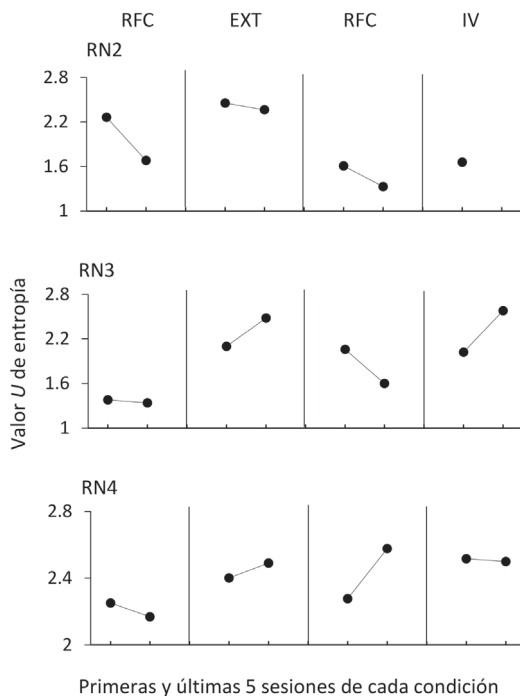 RFC EXT RFC IV
RN2
2.8
2.2
1.6
1
RN3
2.8
2.2
1.6
1
RN4
2.8
2.4
2
Valor U de entropía
Primeras y últimas 5 sesiones de cada condición